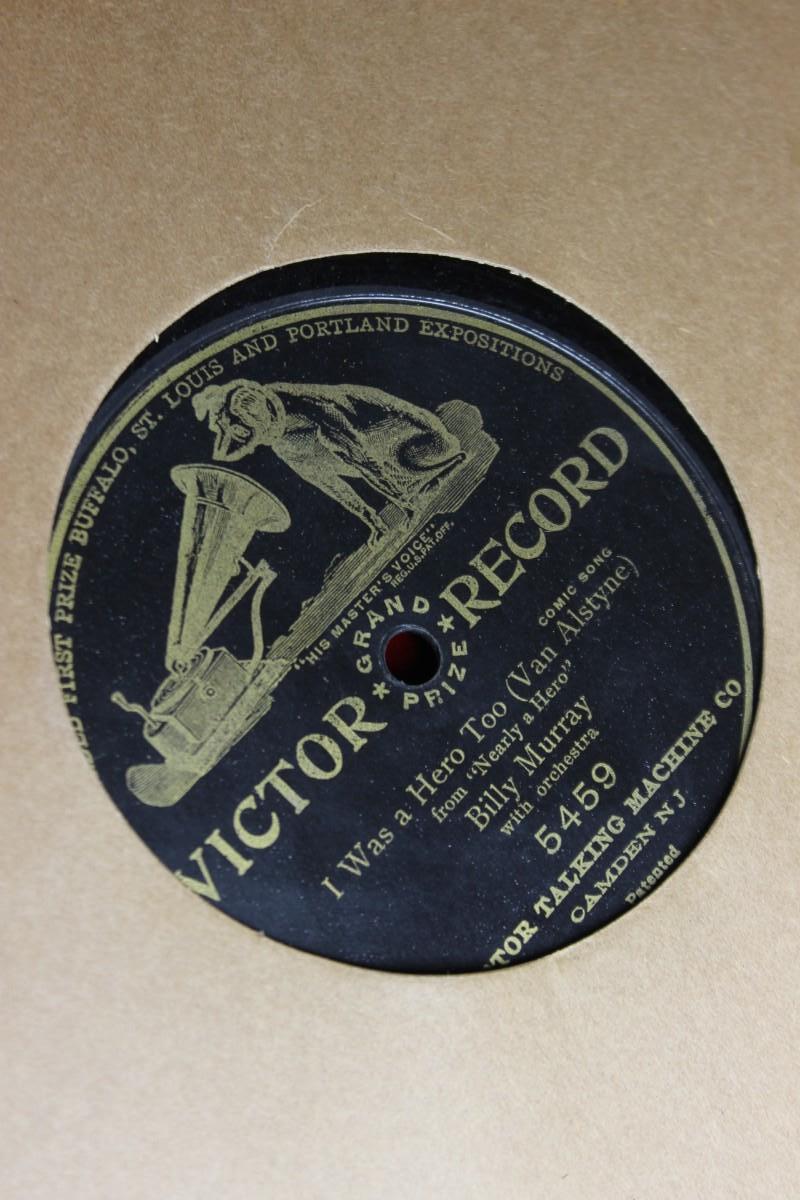 FIRST PRIZE BUFFALO, ST. LOUIS AND PORTLAND EXPOSITIONS
"HIS MASTER'S VOICE"
REG. U.S. PAT. OFF.
GRAND PRIZE
VICTOR ★ ★ RECORD
COMIC SONG
I Was a Hero Too (Van Alstyne)
from "Nearly a Hero"
Billy Murray
with orchestra
5459
TOR TALKING MACHINE CO
CAMDEN N J
Patented